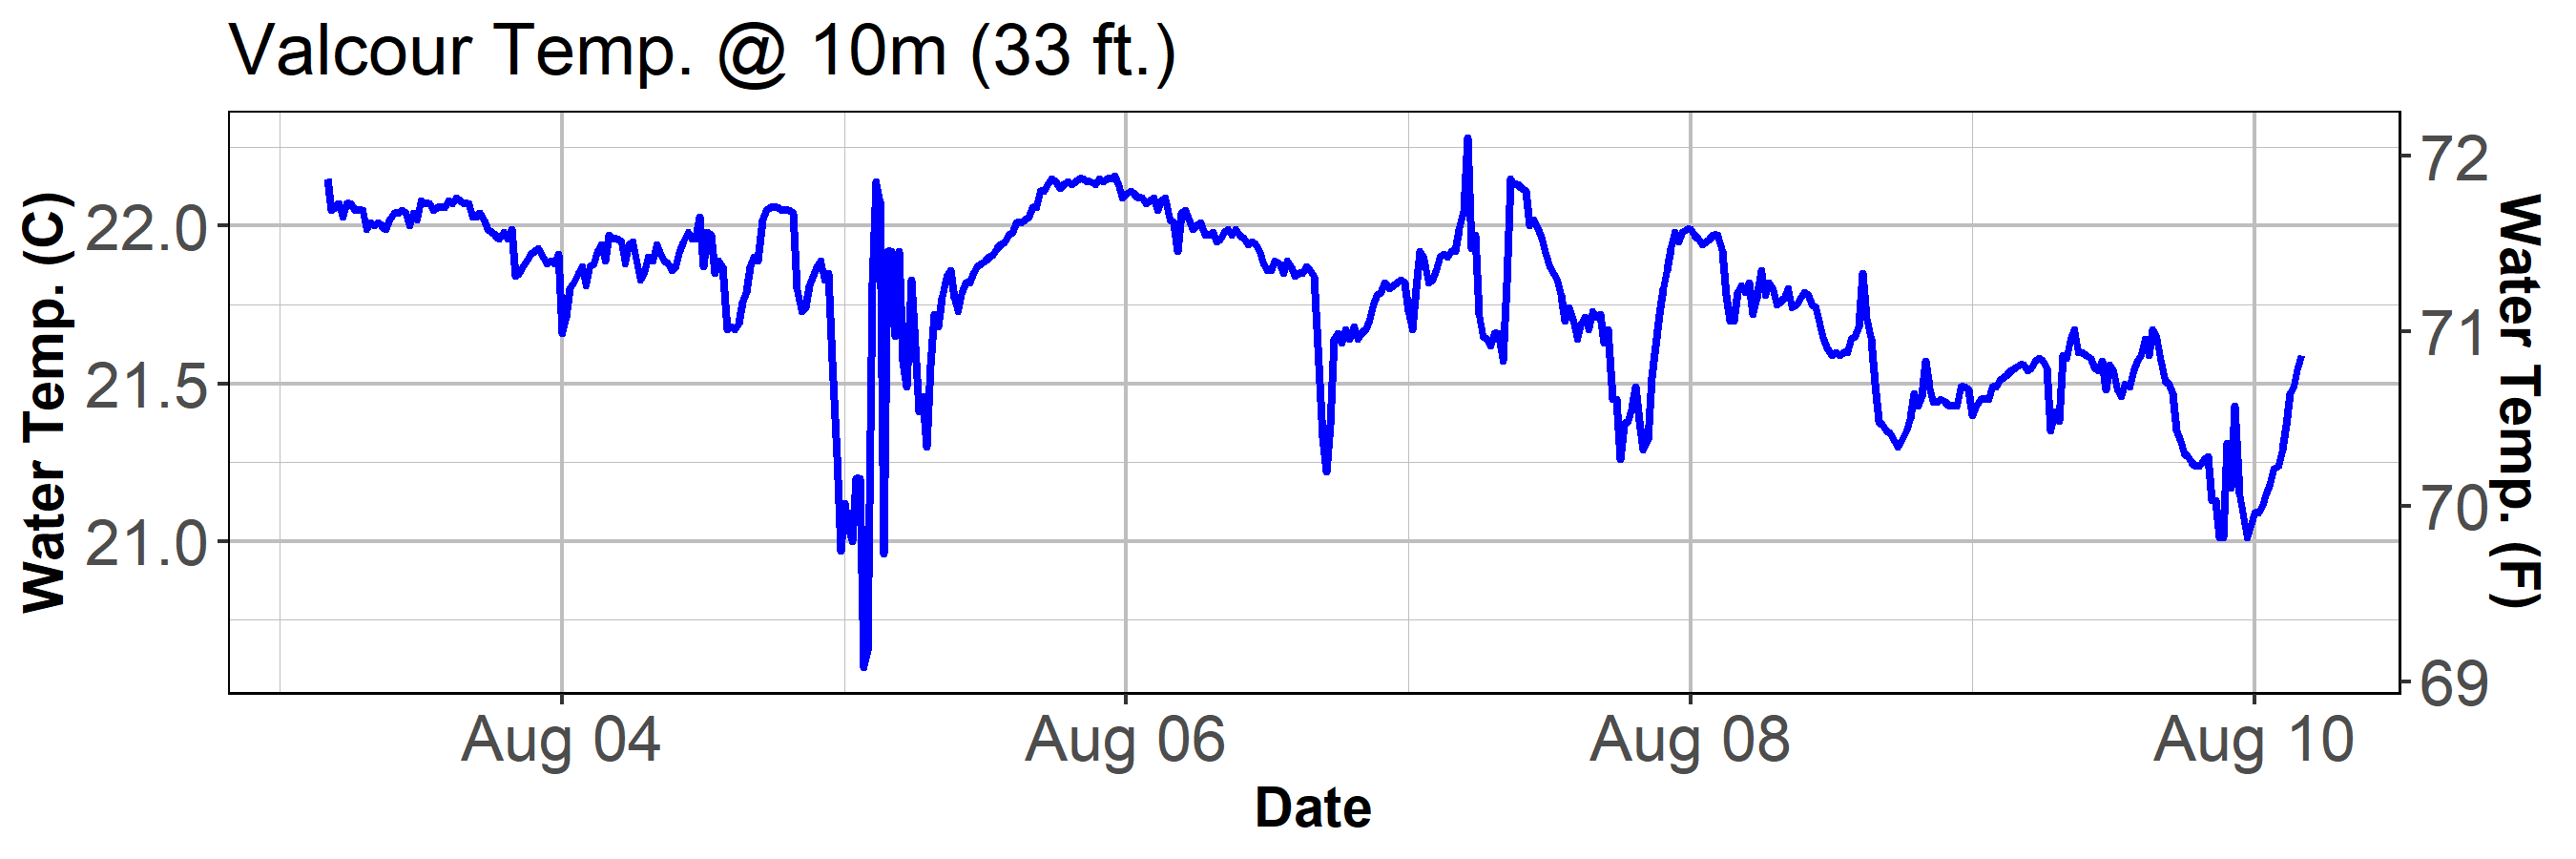 Valcour Temp. @ 10m (33 ft.)
Water Temp. (C)
22.0
21.5
21.0
72
71
70
69
Water Temp. (F)
Aug 04
Aug 06
Aug 08
Aug 10
Date